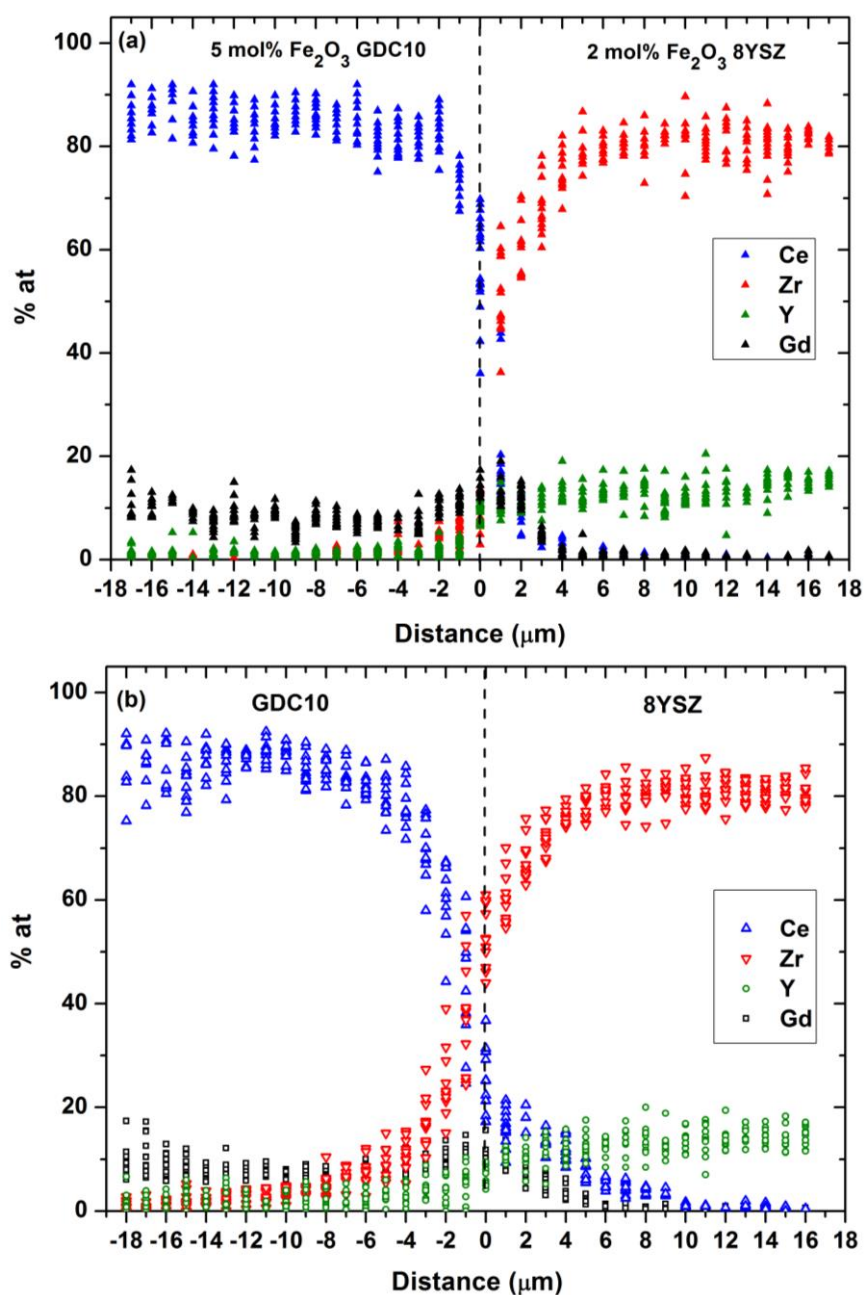 (a)
5 mol% Fe₂O₃ GDC10
2 mol% Fe₂O₃ 8YSZ
100
80
60
40
20
0
% at
Ce
Zr
Y
Gd
-18 -16 -14 -12 -10 -8 -6 -4 -2 0 2 4 6 8 10 12 14 16 18
Distance (μm)
(b)
GDC10
8YSZ
100
80
60
40
20
0
% at
Ce
Zr
Y
Gd
-18 -16 -14 -12 -10 -8 -6 -4 -2 0 2 4 6 8 10 12 14 16 18
Distance (μm)